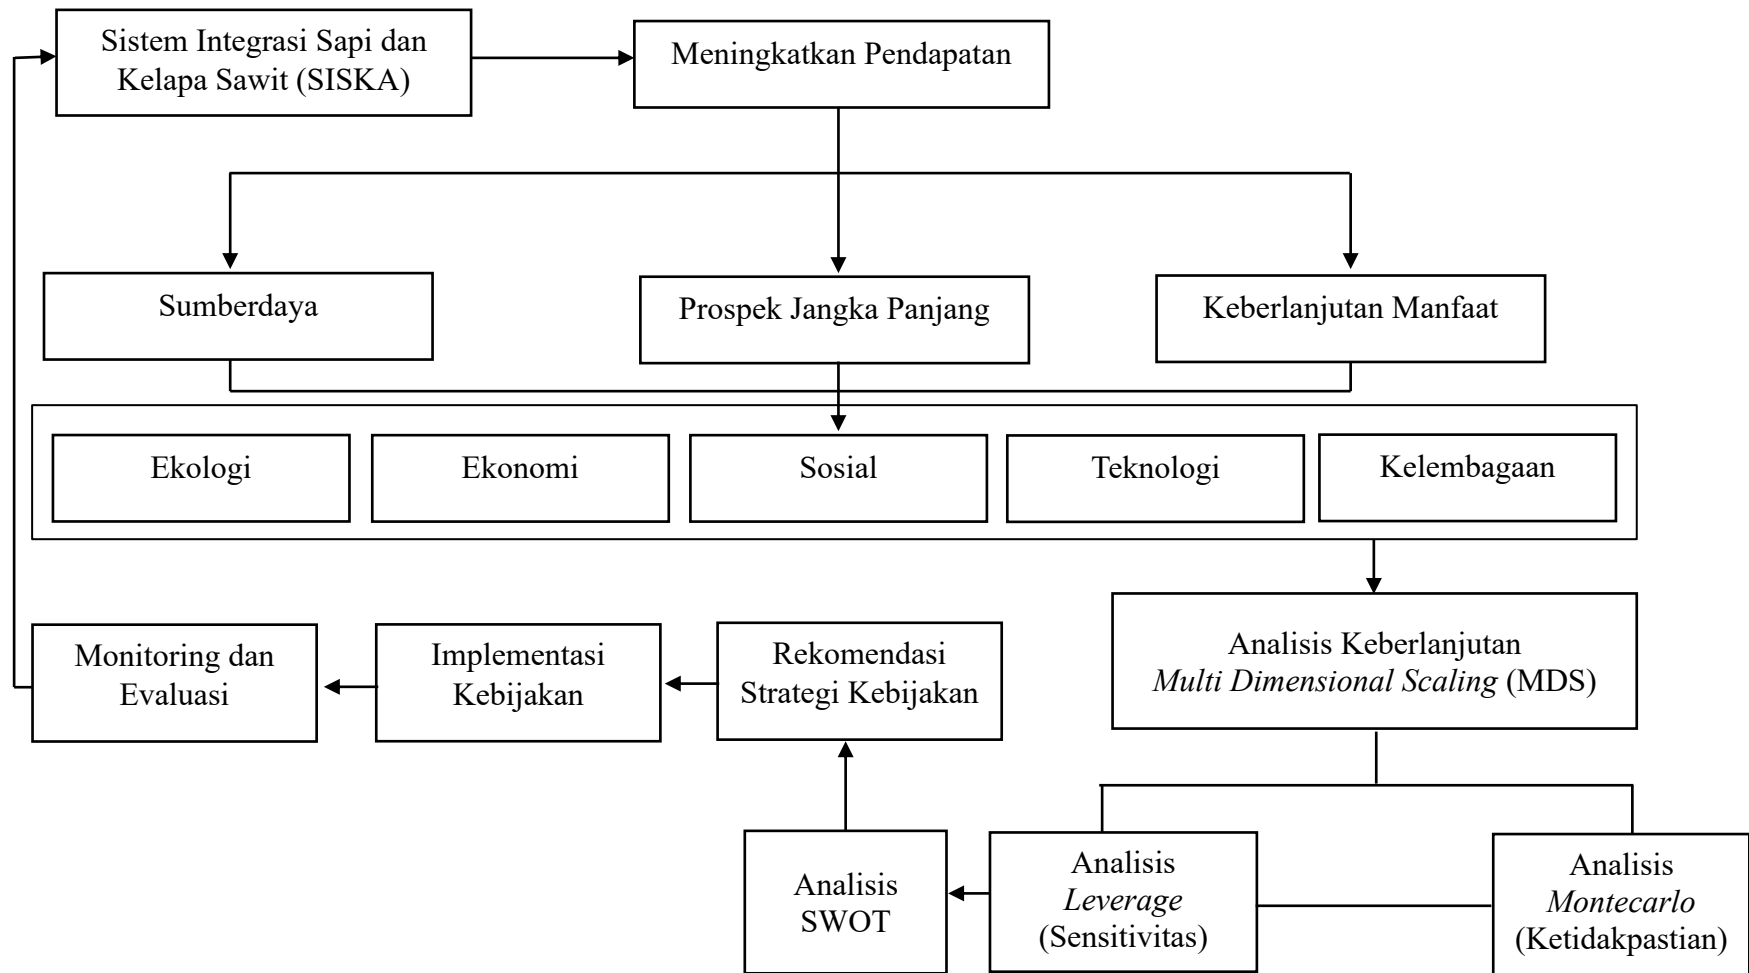 Sistem Integrasi Sapi dan
Kelapa Sawit (SISKA)
Meningkatkan Pendapatan
Sumberdaya
Prospek Jangka Panjang
Keberlanjutan Manfaat
Ekologi
Ekonomi
Sosial
Teknologi
Kelembagaan
Analisis Keberlanjutan
Multi Dimensional Scaling (MDS)
Monitoring dan
Evaluasi
Implementasi
Kebijakan
Rekomendasi
Strategi Kebijakan
Analisis
SWOT
Analisis
Leverage
(Sensitivitas)
Analisis
Montecarlo
(Ketidakpastian)